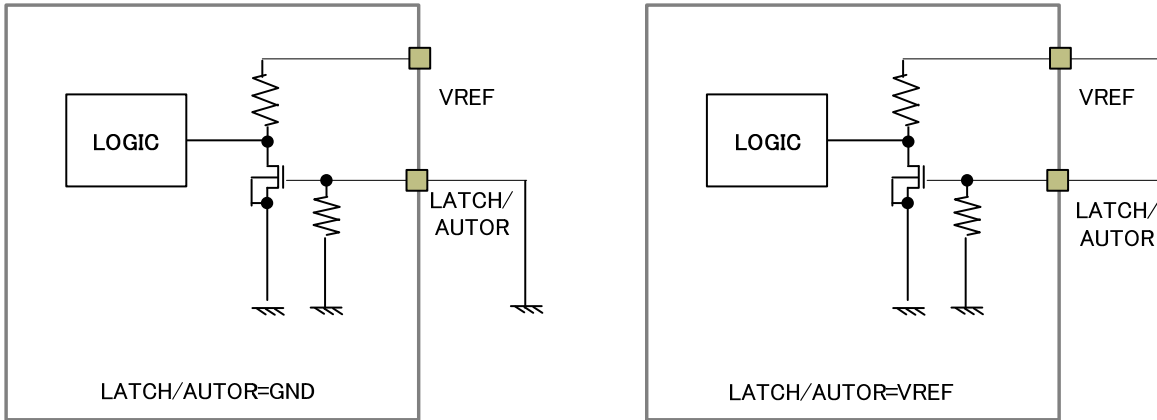 VREF
LOGIC
LATCH/
AUTOR
LATCH/AUTOR=GND
VREF
LOGIC
LATCH/
AUTOR
LATCH/AUTOR=VREF